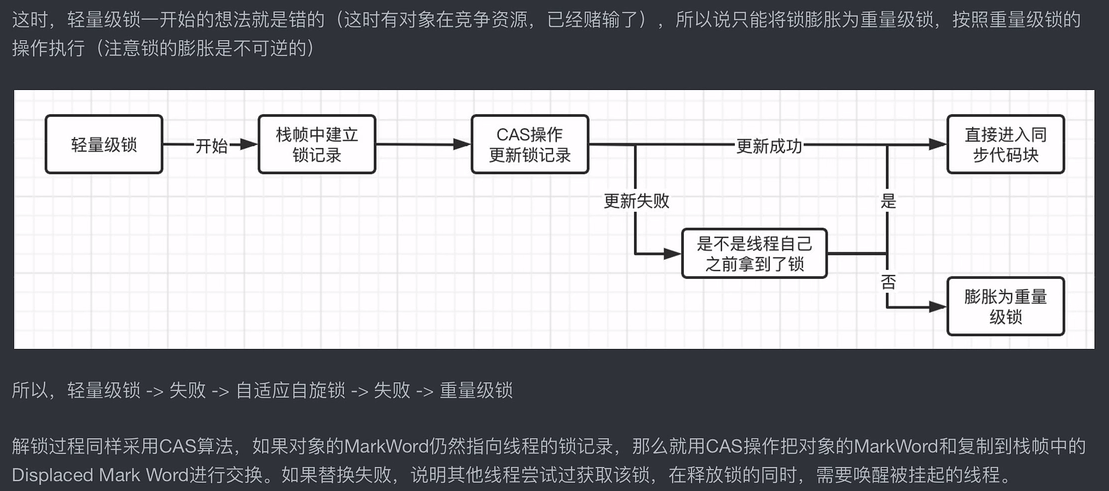 这时，轻量级锁一开始的想法就是错的（这时有对象在竞争资源，已经赌输了），所以说只能将锁膨胀为重量级锁，按照重量级锁的
操作执行（注意锁的膨胀是不可逆的）
轻量级锁
开始
栈帧中建立
锁记录
CAS操作
更新锁记录
更新成功
直接进入同
步代码块
更新失败
是
是不是线程自己
之前拿到了锁
否
膨胀为重量
级锁
所以，轻量级锁 -> 失败 -> 自适应自旋锁 -> 失败 -> 重量级锁
解锁过程同样采用CAS算法，如果对象的MarkWord仍然指向线程的锁记录，那么就用CAS操作把对象的MarkWord和复制到栈帧中的
Displaced Mark Word进行交换。如果替换失败，说明其他线程尝试过获取该锁，在释放锁的同时，需要唤醒被挂起的线程。